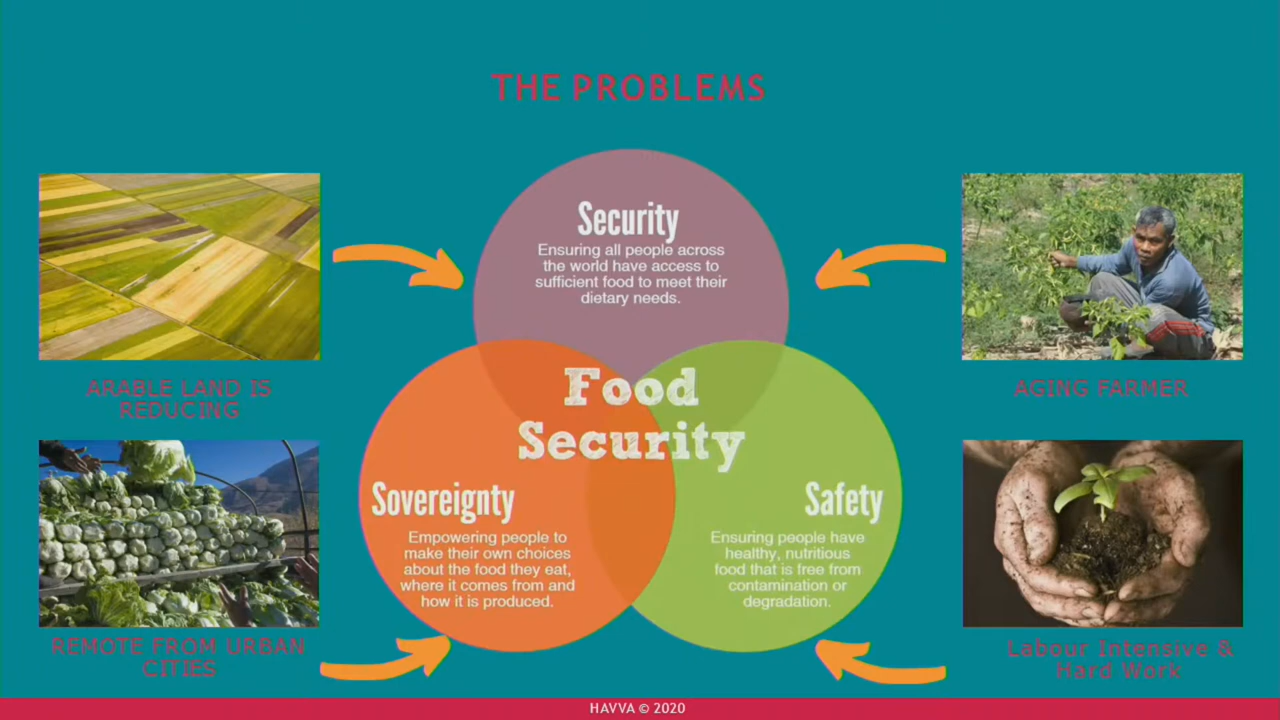 THE PROBLEMS
Security
Ensuring all people across
the world have access to
sufficient food to meet their
dietary needs.
ARABLE LAND IS
REDUCING
AGING FARMER
Food
Security
Sovereignty
Empowering people to
make their own choices
about the food they eat,
where it comes from and
how it is produced.
Safety
Ensuring people have
healthy, nutritious
food that is free from
contamination or
degradation.
REMOTE FROM URBAN
CITIES
Labour Intensive &
Hard Work
HAVVA © 2020